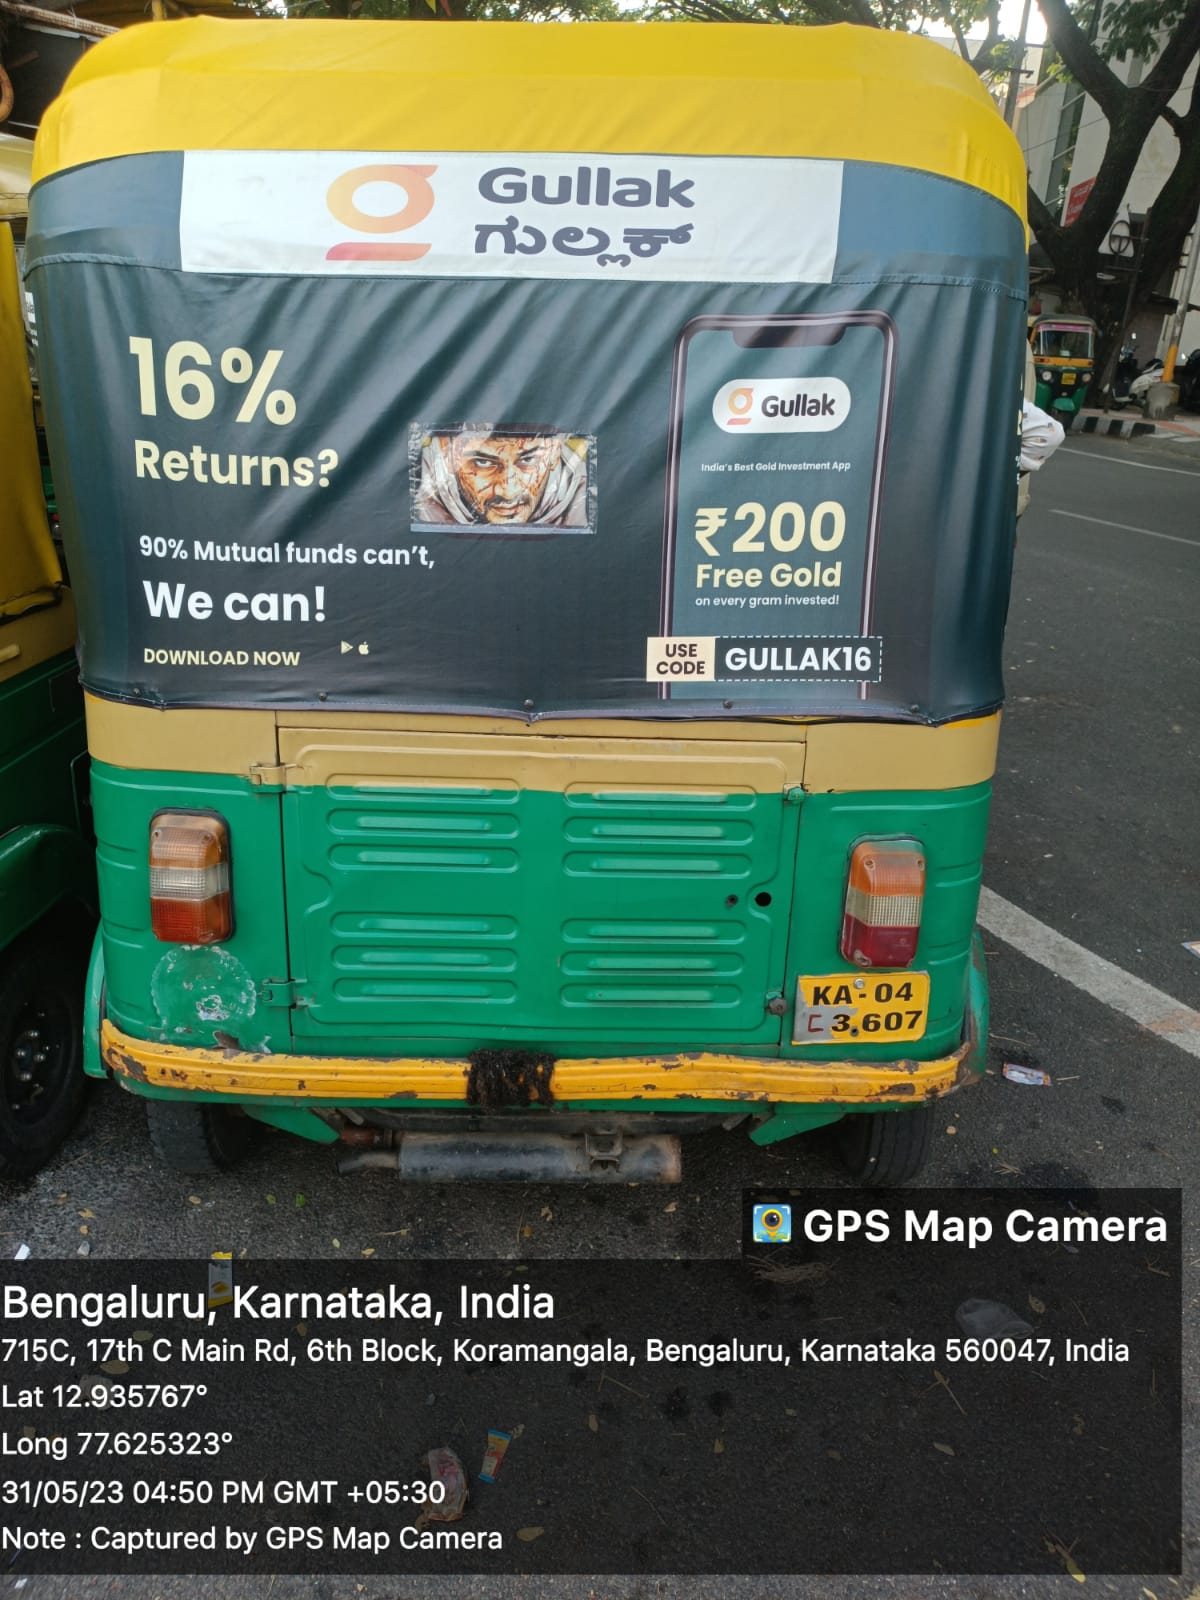 Gullak
ಗುಲ್ಲಕ್
16%
Returns?
90% Mutual funds can't,
We can!
DOWNLOAD NOW
Gullak
India's Best Gold Investment App
₹200
Free Gold
on every gram invested!
USE
CODE
GULLAK16
KA-04
C3,607
GPS Map Camera
Bengaluru, Karnataka, India
715C, 17th C Main Rd, 6th Block, Koramangala, Bengaluru, Karnataka 560047, India
Lat 12.935767°
Long 77.625323°
31/05/23 04:50 PM GMT +05:30
Note : Captured by GPS Map Camera